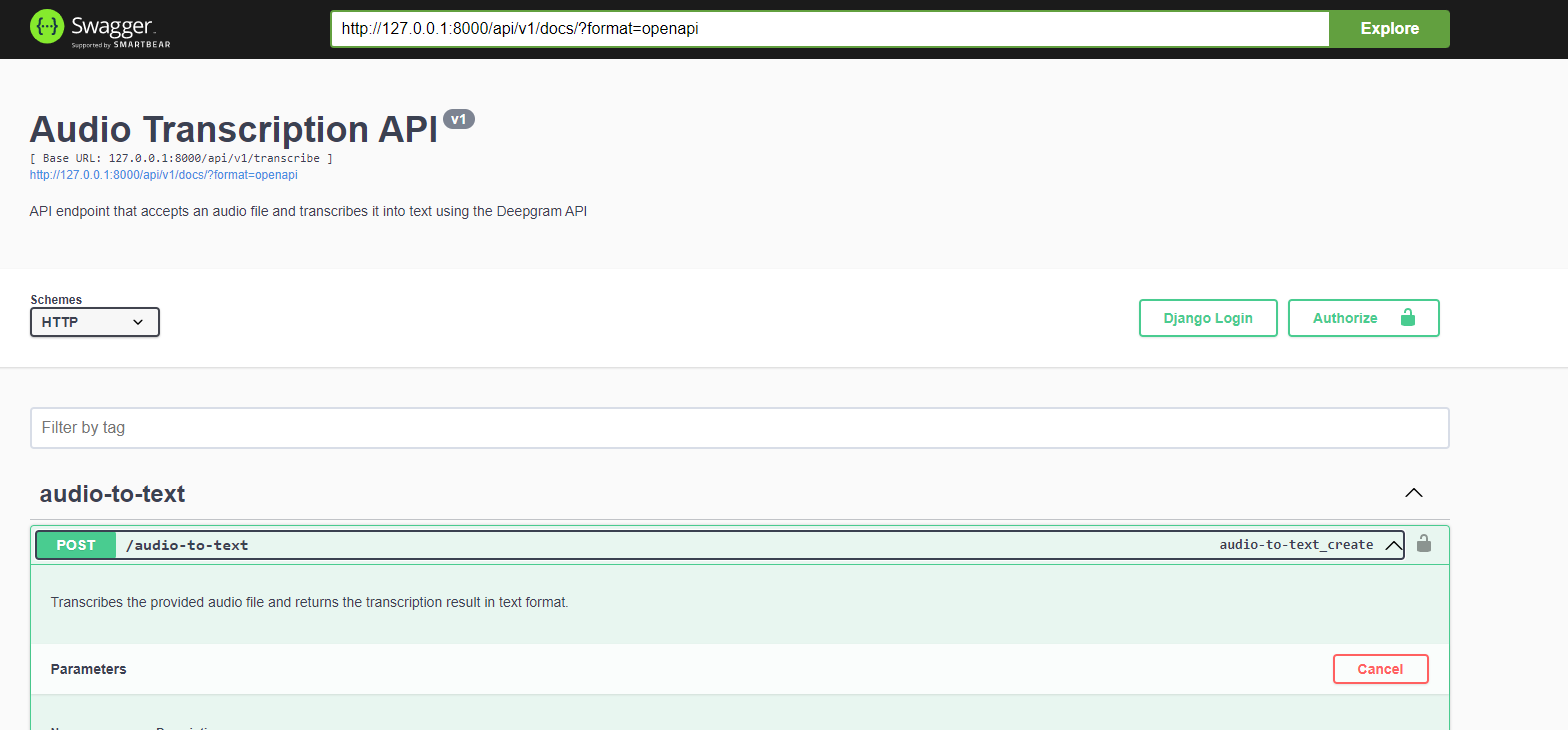 Swagger.
Supported by SMARTBEAR
http://127.0.0.1:8000/api/v1/docs/?format=openapi
Explore
Audio Transcription API v1
[ Base URL: 127.0.0.1:8000/api/v1/transcribe ]
http://127.0.0.1:8000/api/v1/docs/?format=openapi
API endpoint that accepts an audio file and transcribes it into text using the Deepgram API
Schemes
HTTP
Django Login
Authorize
Filter by tag
audio-to-text
POST /audio-to-text audio-to-text_create
Transcribes the provided audio file and returns the transcription result in text format.
Parameters
Cancel